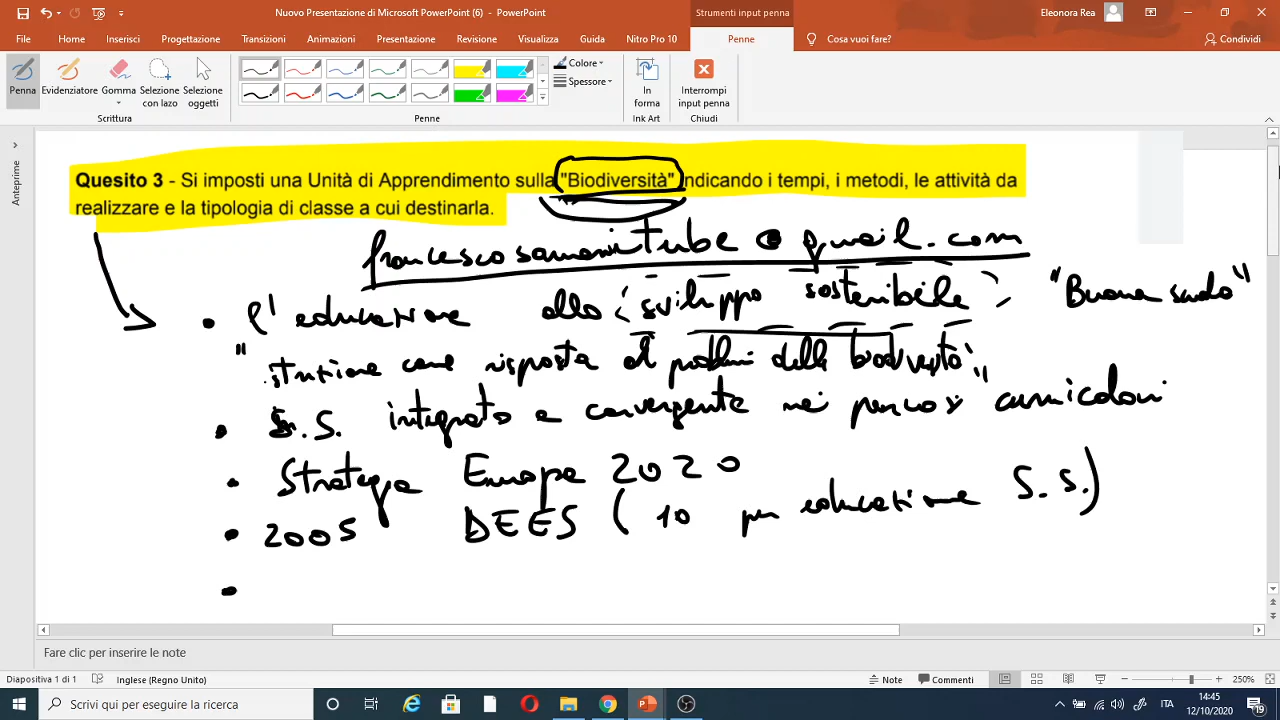 Nuovo Presentazione di Microsoft PowerPoint (6) - PowerPoint
Strumenti input penna
Eleonora Rea
File Home Inserisci Progettazione Transizioni Animazioni Presentazione Revisione Visualizza Guida Nitro Pro 10 Penne Cosa vuoi fare? Condividi
Penna Evidenziatore Gomma Selezione con lazo Selezione oggetti Colore Spessore In forma Interrompi input penna
Scrittura Penne Ink Art Chiudi
Anteprime
Quesito 3 - Si imposti una Unità di Apprendimento sulla "Biodiversità" indicando i tempi, i metodi, le attività da
realizzare e la tipologia di classe a cui destinarla.
gmail.com
• l'educazione allo sviluppo sostenibile "Buona scuola"
"istruzione come risposta ai problemi della biodiversità"
• S.S. integrato e convergente nei percorsi curricolari
• Strategia Europa 2020
• 2005 DEES (10 per educazione S.S.)
•
Fare clic per inserire le note
Diapositiva 1 di 1 Inglese (Regno Unito) Note Commenti 250%
Scrivi qui per eseguire la ricerca ITA 14:45
12/10/2020 19